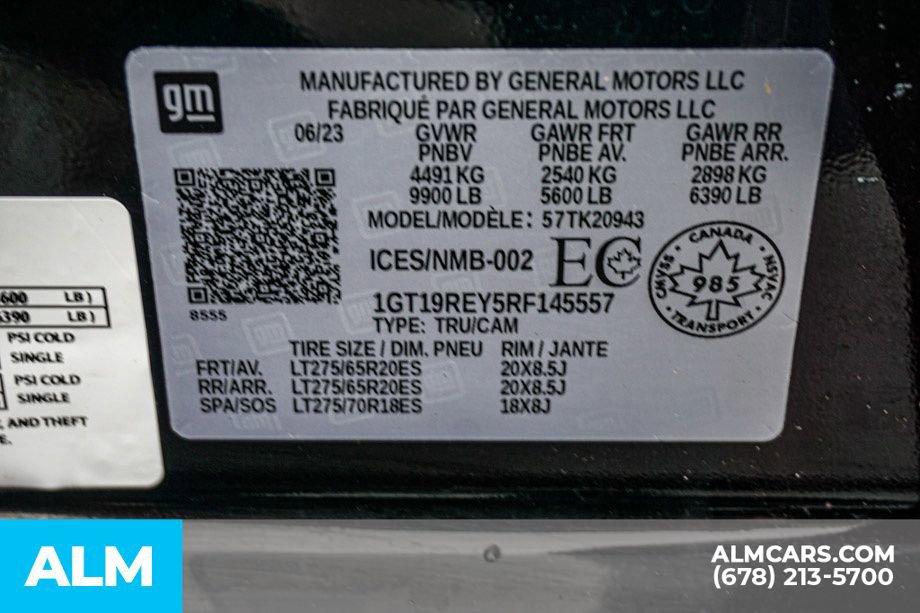 gm
MANUFACTURED BY GENERAL MOTORS LLC
FABRIQUÉ PAR GENERAL MOTORS LLC
06/23 GVWR GAWR FRT GAWR RR
PNBV PNBE AV. PNBE ARR.
4491 KG 2540 KG 2898 KG
9900 LB 5600 LB 6390 LB
MODEL/MODÈLE: 57TK20943
ICES/NMB-002 EC
CANADA
CMVSS 985 NSVAC
TRANSPORT
8555
1GT19REY5RF145557
TYPE: TRU/CAM
TIRE SIZE / DIM. PNEU RIM / JANTE
FRT/AV. LT275/65R20ES 20X8.5J
RR/ARR. LT275/65R20ES 20X8.5J
SPA/SOS LT275/70R18ES 18X8J
600 LB)
6390 LB)
PSI COLD
SINGLE
PSI COLD
SINGLE
, AND THEFT
E.
ALM
ALMCARS.COM
(678) 213-5700